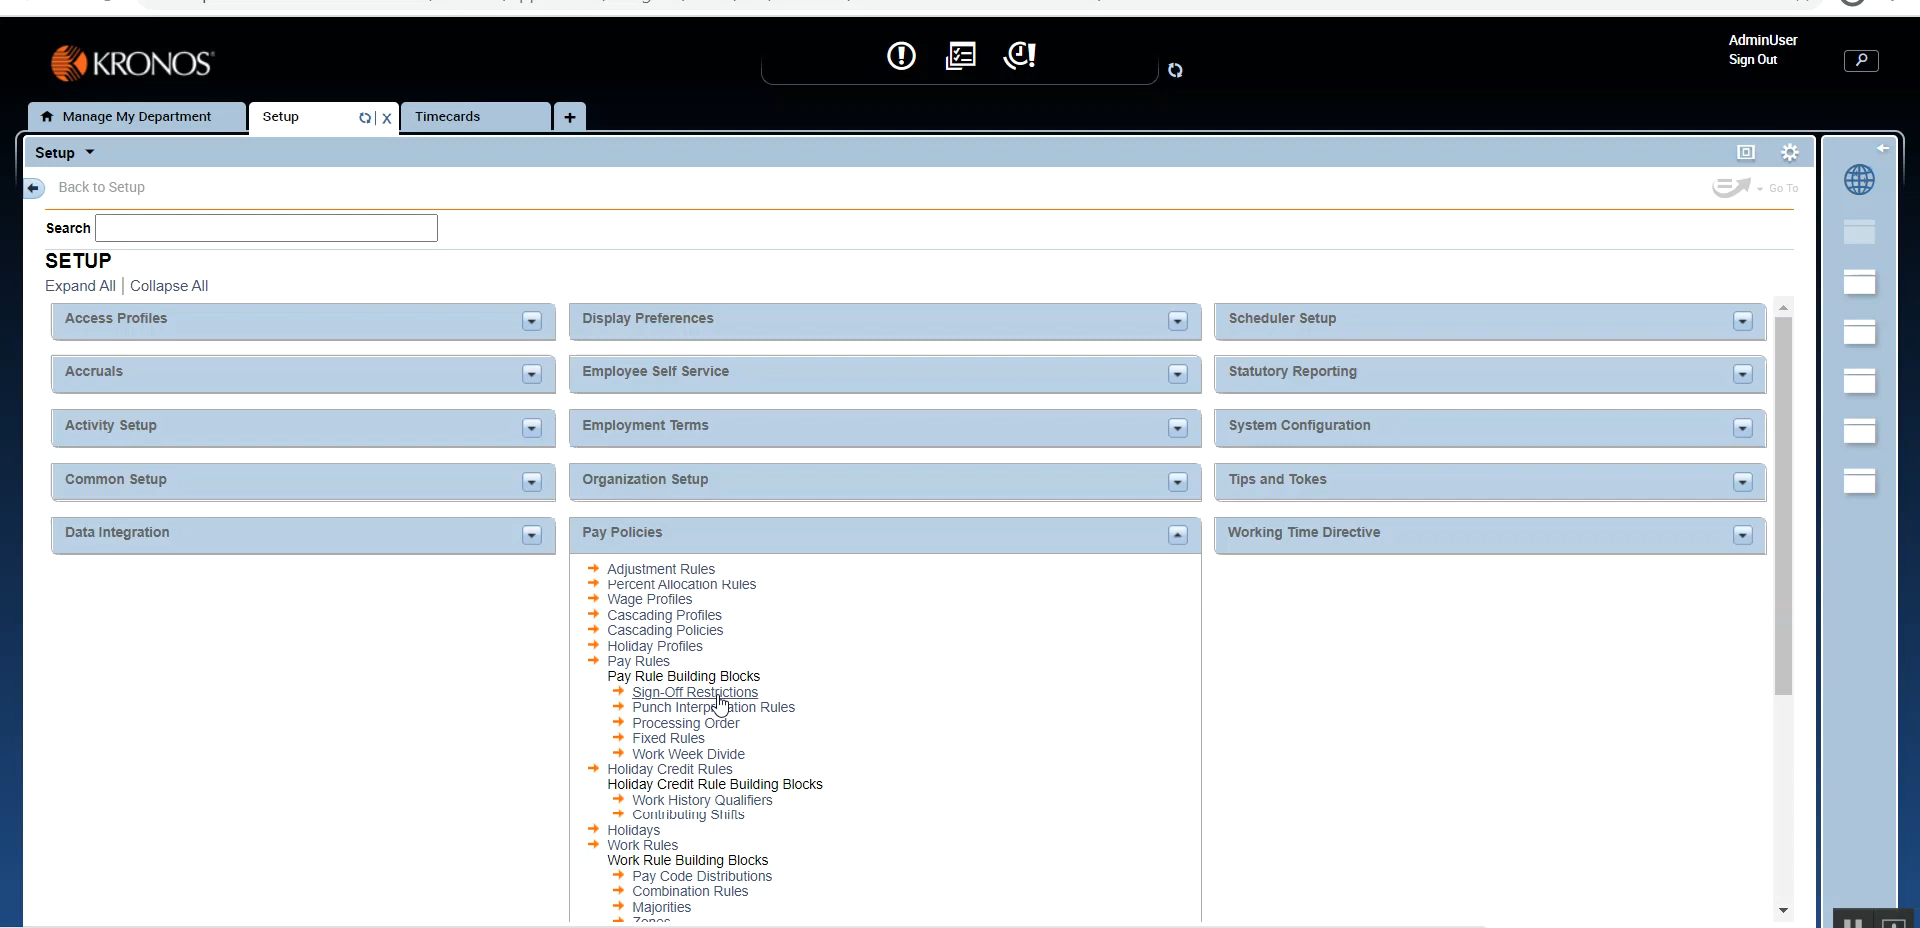 KRONOS
AdminUser
Sign Out
Manage My Department
Setup
X
Timecards
+
Setup
Back to Setup
Go To
Search
SETUP
Expand All | Collapse All
Access Profiles
Display Preferences
Scheduler Setup
Accruals
Employee Self Service
Statutory Reporting
Activity Setup
Employment Terms
System Configuration
Common Setup
Organization Setup
Tips and Tokes
Data Integration
Pay Policies
Working Time Directive
Adjustment Rules
Percent Allocation Rules
Wage Profiles
Cascading Profiles
Cascading Policies
Holiday Profiles
Pay Rules
Pay Rule Building Blocks
Sign-Off Restrictions
Punch Interpretation Rules
Processing Order
Fixed Rules
Work Week Divide
Holiday Credit Rules
Holiday Credit Rule Building Blocks
Work History Qualifiers
Contributing Shifts
Holidays
Work Rules
Work Rule Building Blocks
Pay Code Distributions
Combination Rules
Majorities
Zones